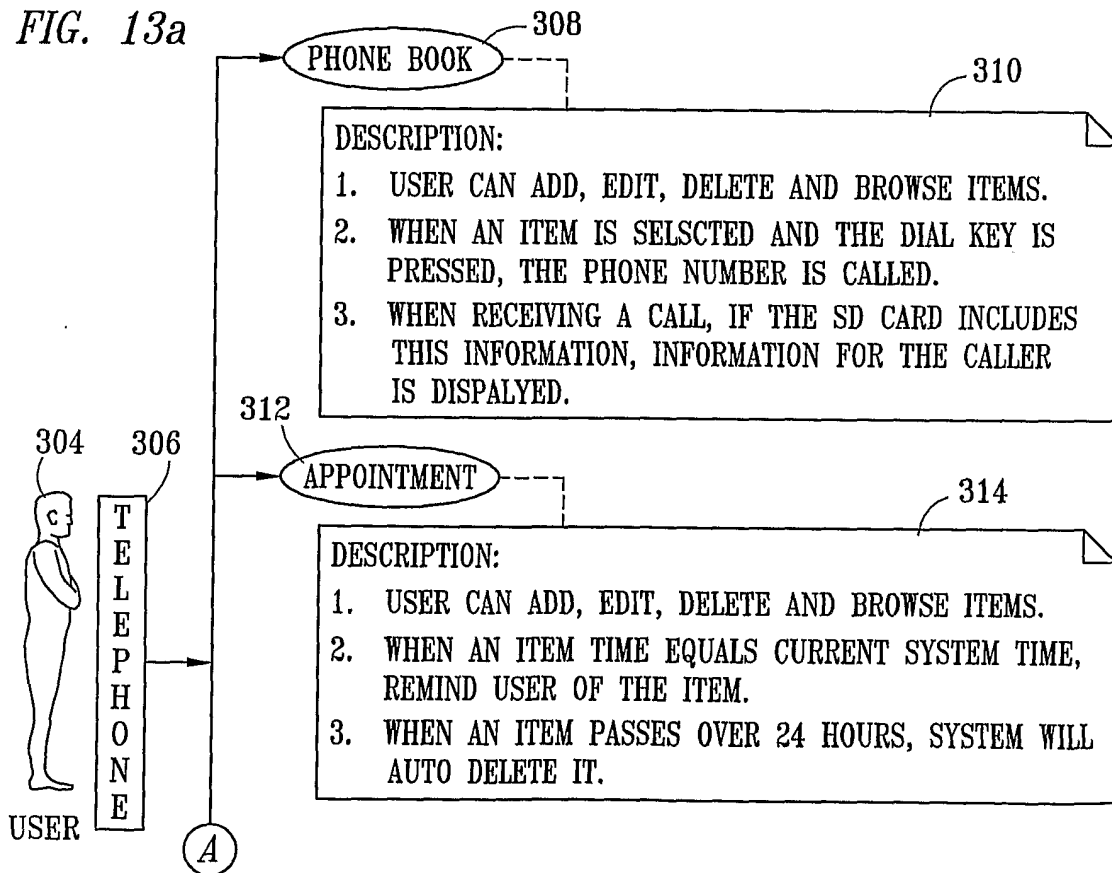 FIG. 13a
308
PHONE BOOK
310
DESCRIPTION:
1. USER CAN ADD, EDIT, DELETE AND BROWSE ITEMS.
2. WHEN AN ITEM IS SELSCTED AND THE DIAL KEY IS
PRESSED, THE PHONE NUMBER IS CALLED.
3. WHEN RECEIVING A CALL, IF THE SD CARD INCLUDES
THIS INFORMATION, INFORMATION FOR THE CALLER
IS DISPALYED.
312
304
306
APPOINTMENT
314
TELEPHONE
DESCRIPTION:
1. USER CAN ADD, EDIT, DELETE AND BROWSE ITEMS.
2. WHEN AN ITEM TIME EQUALS CURRENT SYSTEM TIME,
REMIND USER OF THE ITEM.
3. WHEN AN ITEM PASSES OVER 24 HOURS, SYSTEM WILL
AUTO DELETE IT.
USER
A